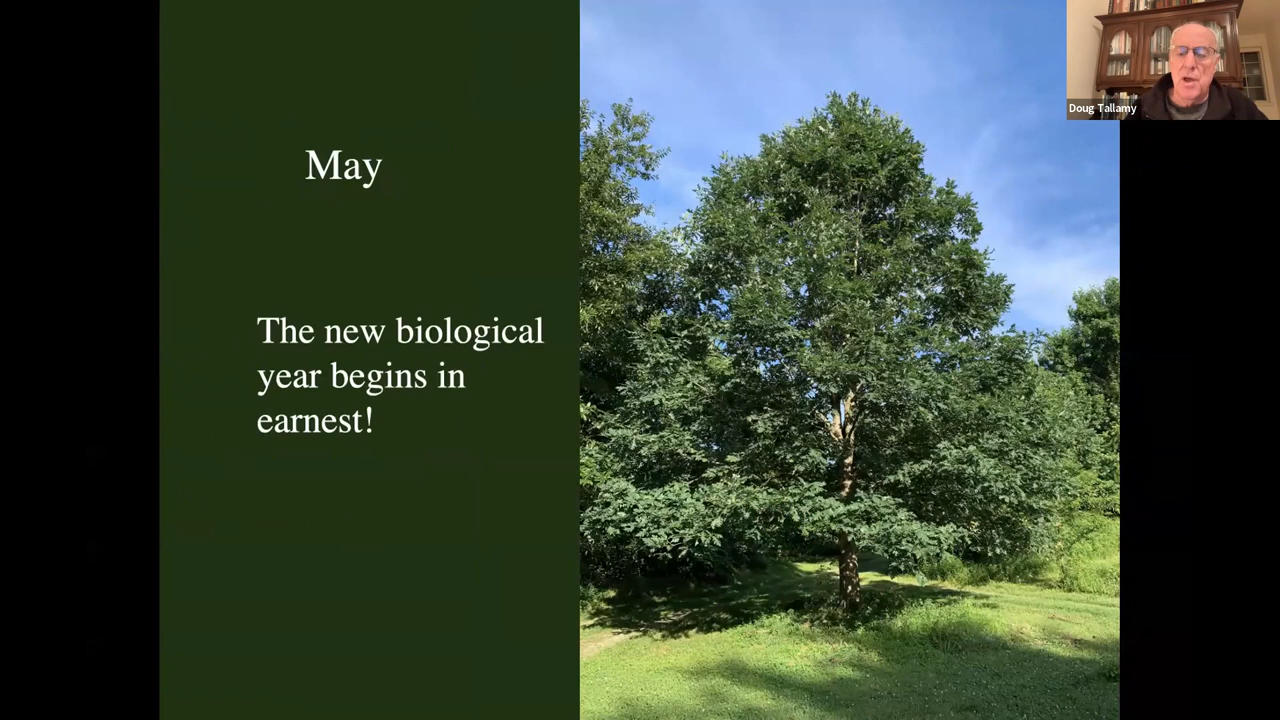 May
The new biological
year begins in
earnest!
Doug Tallamy